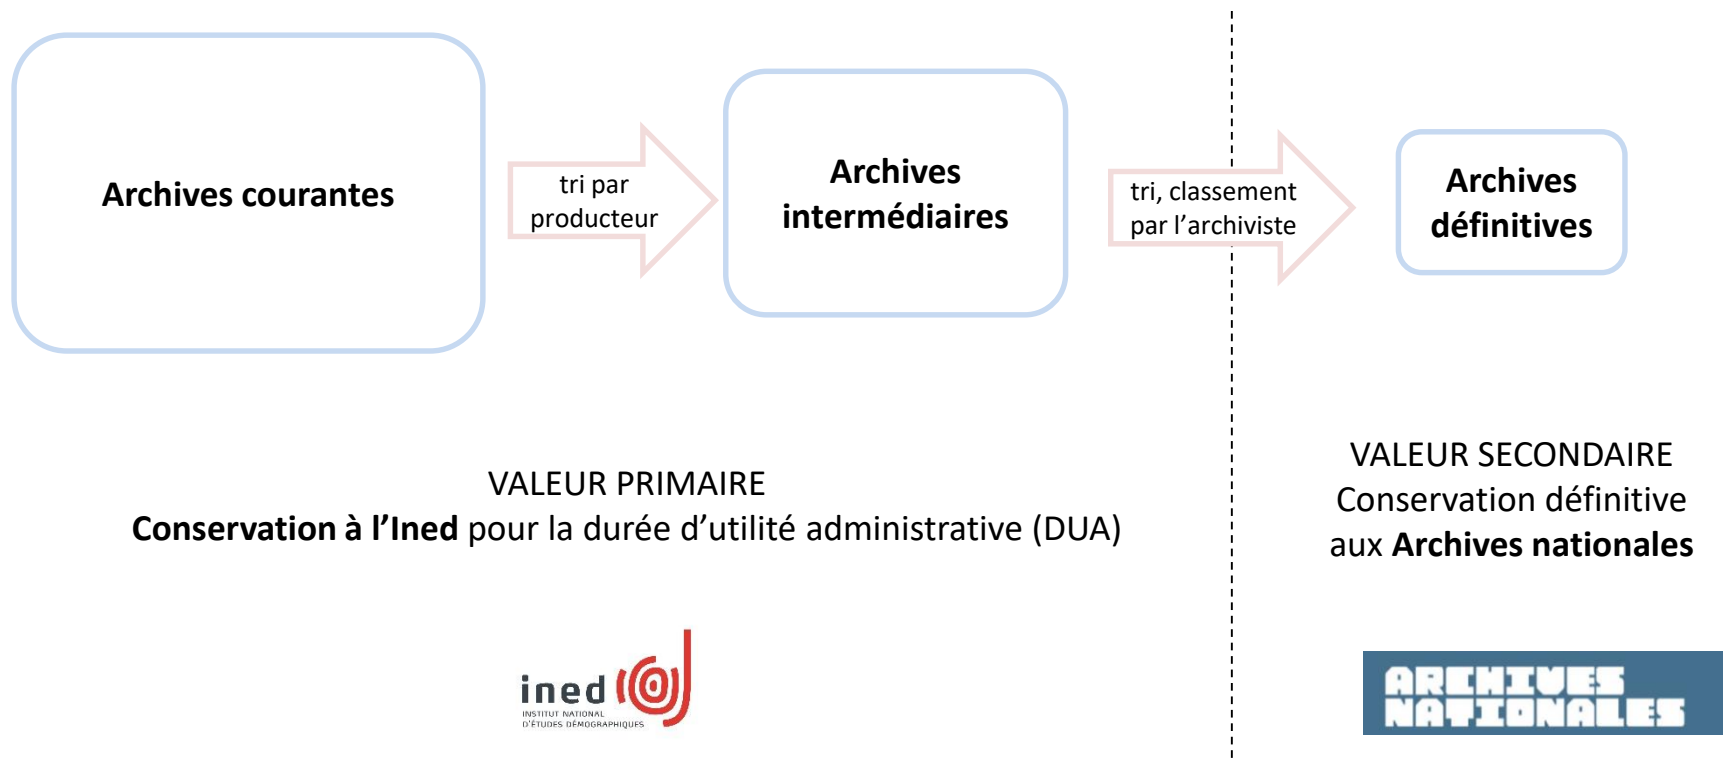 Archives courantes
tri par
producteur
Archives
intermédiaires
tri, classement
par l’archiviste
Archives
définitives
VALEUR PRIMAIRE
Conservation à l’Ined pour la durée d’utilité administrative (DUA)
VALEUR SECONDAIRE
Conservation définitive
aux Archives nationales
ined
INSTITUT NATIONAL
D'ÉTUDES DÉMOGRAPHIQUES
ARCHIVES
NATIONALES